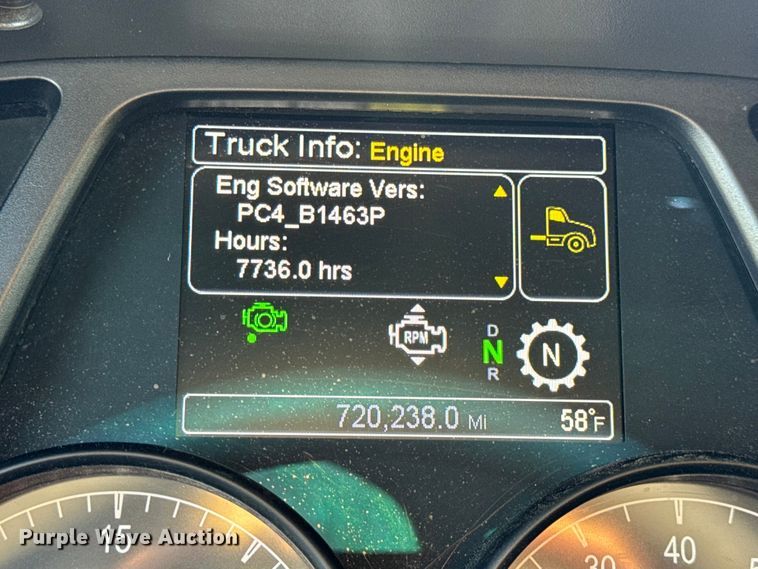 Truck Info: Engine
Eng Software Vers:
PC4_B1463P
Hours:
7736.0 hrs
RPM
D
N
R
N
720,238.0 Mi
58°F
15
30
40
Purple Wave Auction